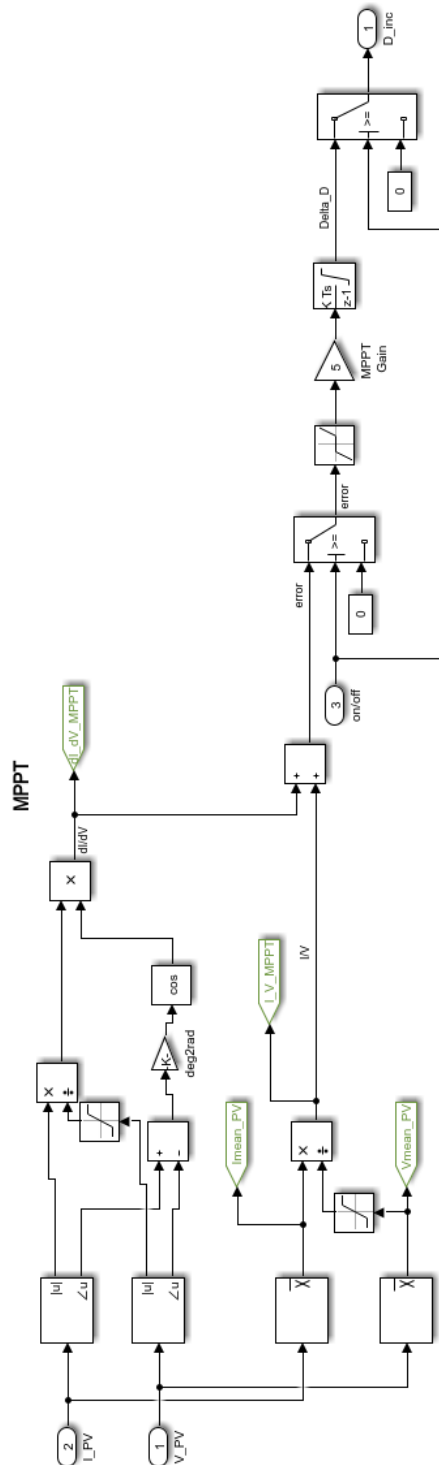 MPPT
2
I_PV
1
V_PV
|u|
∠u
|u|
∠u
×
÷
+
−
-K-
deg2rad
cos
×
dI/dV
dI_dV_MPPT
Imean_PV
Vmean_PV
×
÷
I_V_MPPT
I/V
+
+
3
on/off
error
0
>=
error
5
MPPT
Gain
K Ts
z-1
Delta_D
0
>=
1
D_inc